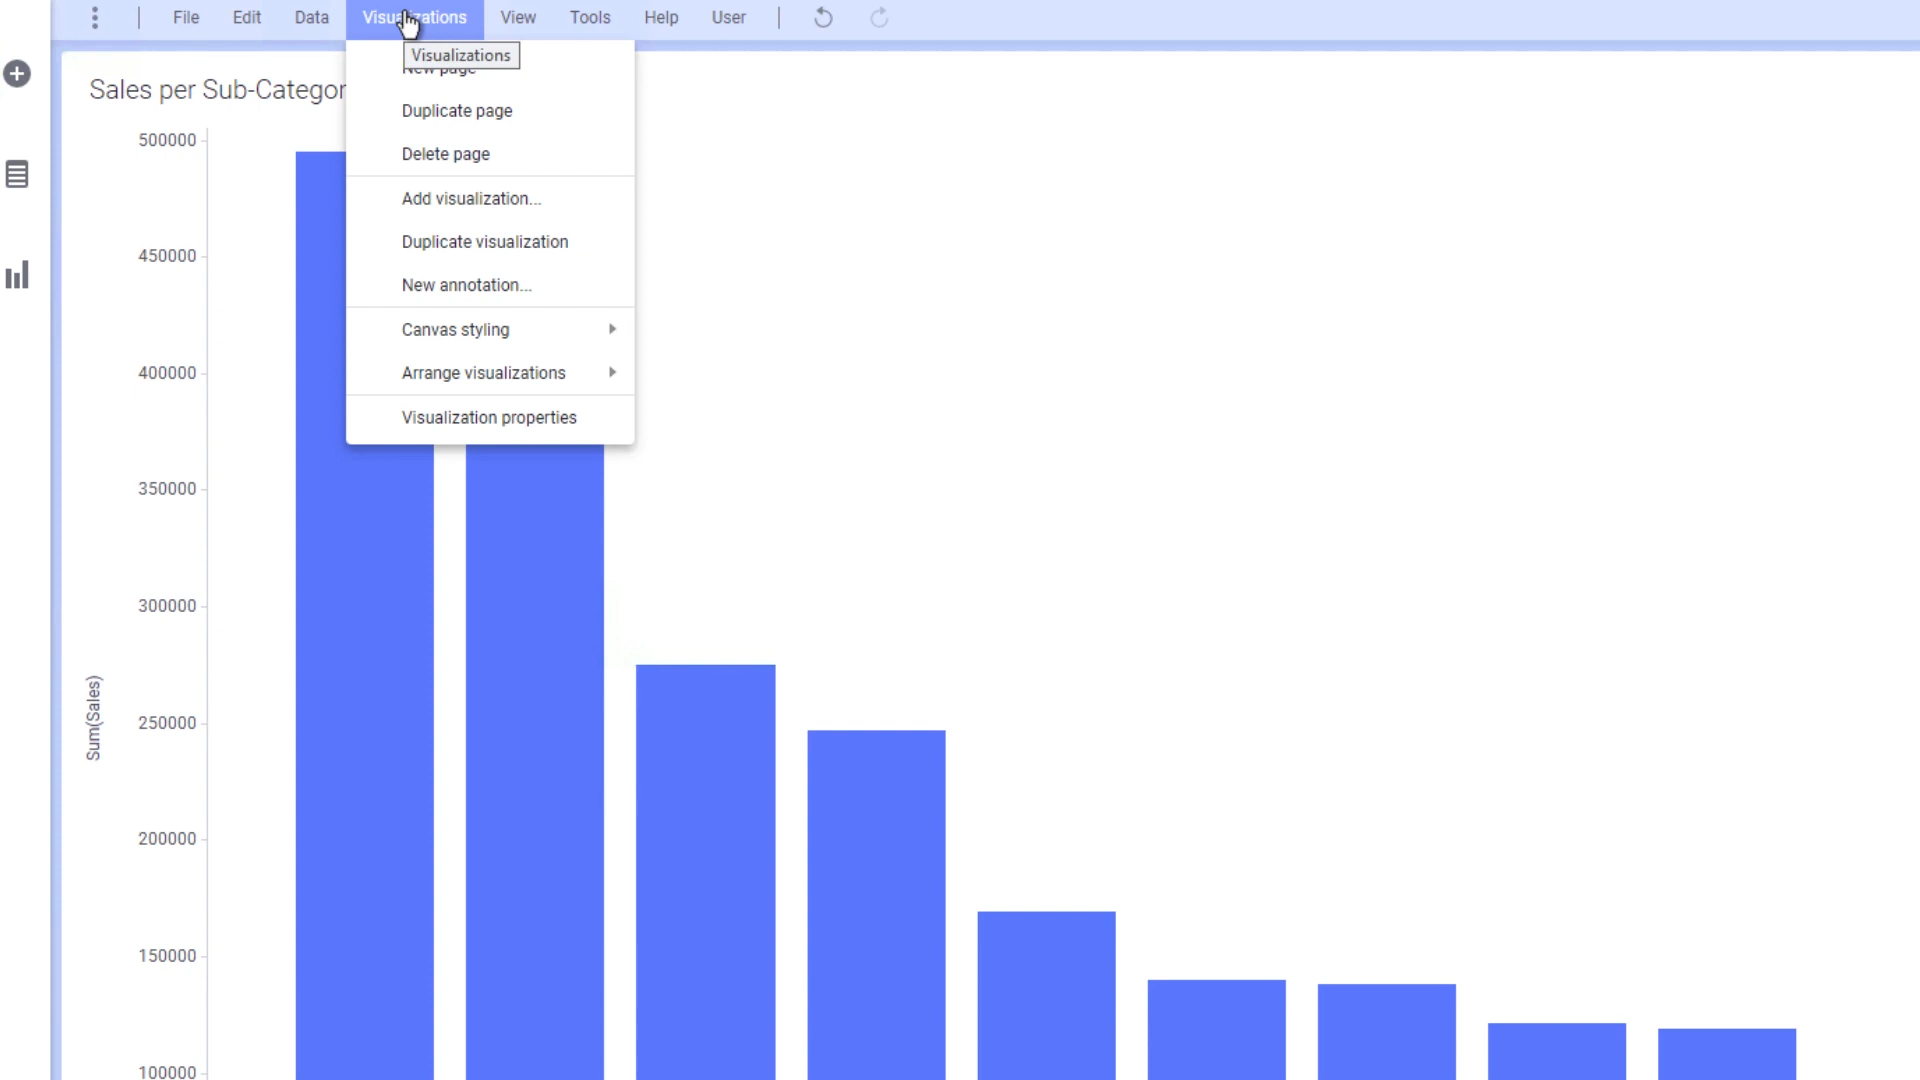 File Edit Data Visualizations View Tools Help User
Visualizations
New page
Duplicate page
Delete page
Add visualization...
Duplicate visualization
New annotation...
Canvas styling
Arrange visualizations
Visualization properties
Sales per Sub-Categor
500000
450000
400000
350000
300000
250000
200000
150000
100000
Sum(Sales)